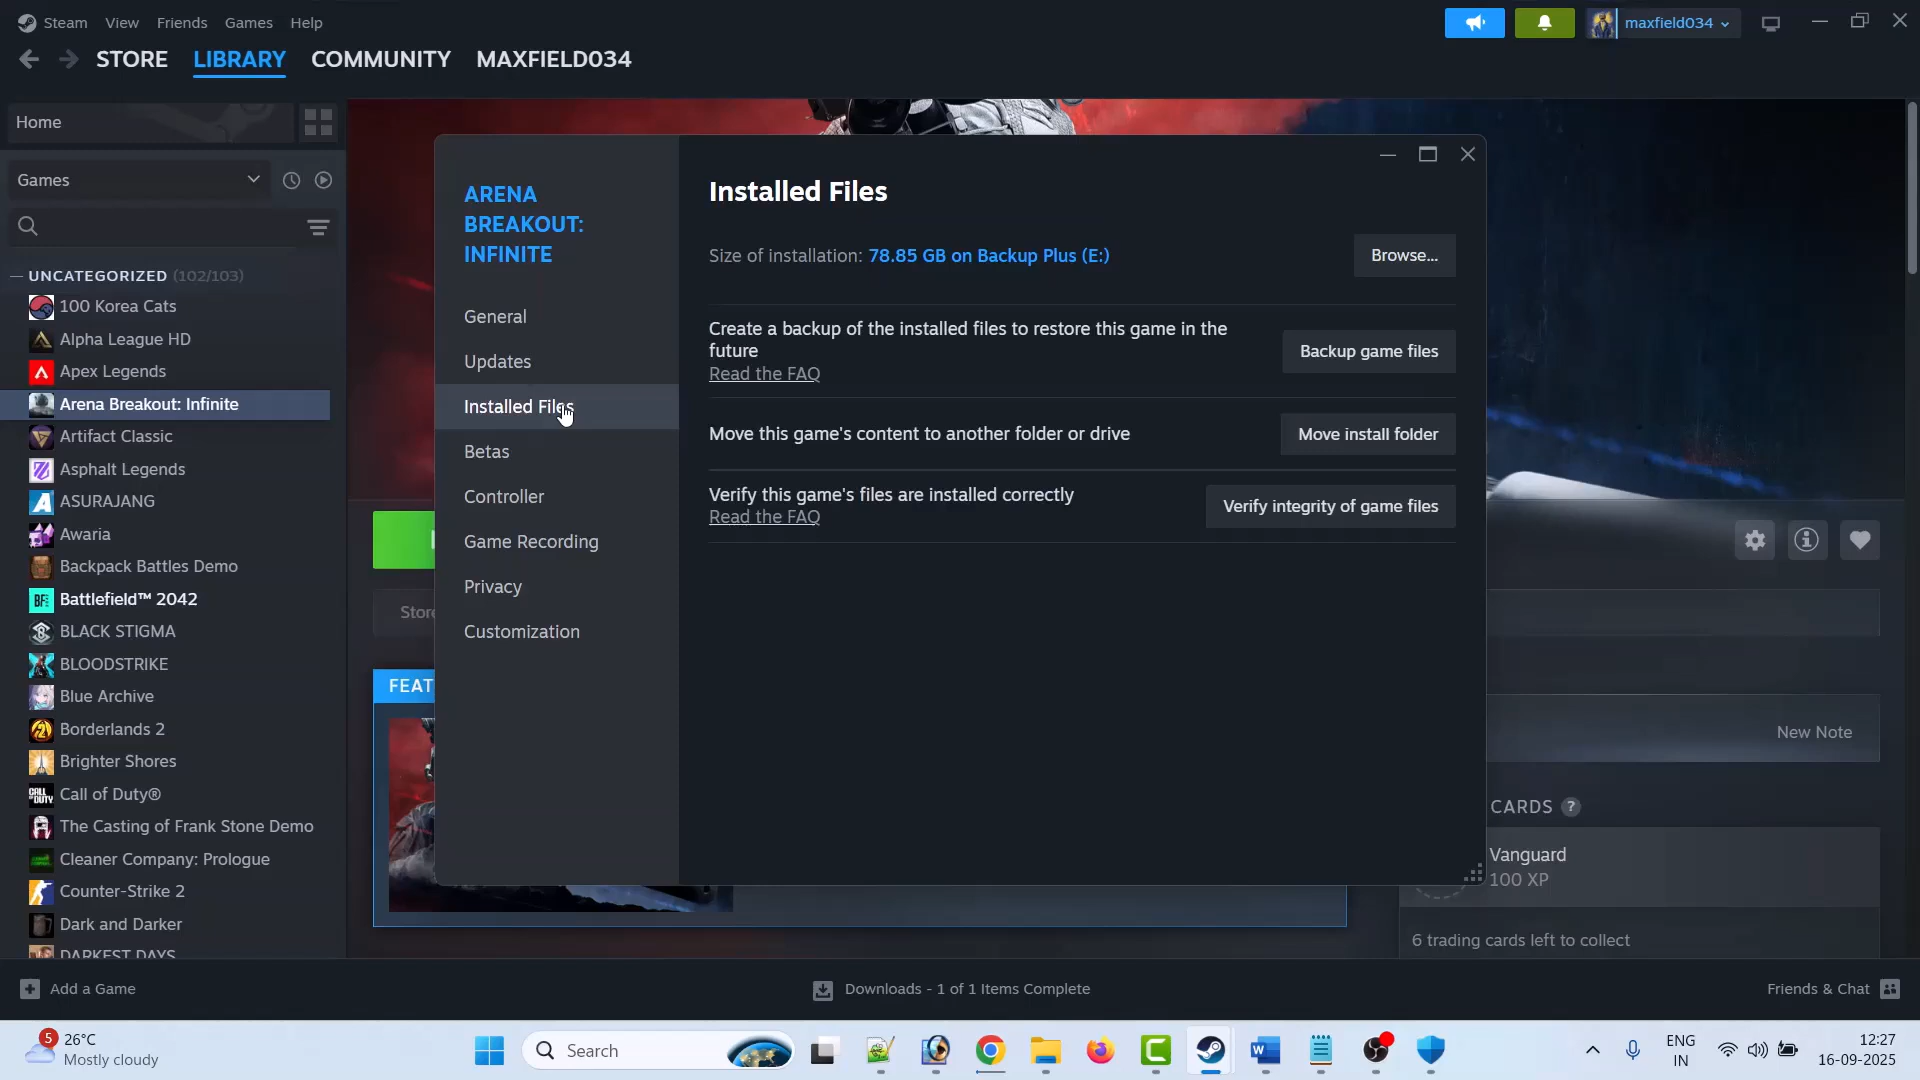 Steam View Friends Games Help
maxfield034
STORE LIBRARY COMMUNITY MAXFIELD034
Home
Games
UNCATEGORIZED (102/103)
100 Korea Cats
Alpha League HD
Apex Legends
Arena Breakout: Infinite
Artifact Classic
Asphalt Legends
ASURAJANG
Awaria
Backpack Battles Demo
Battlefield™ 2042
BLACK STIGMA
BLOODSTRIKE
Blue Archive
Borderlands 2
Brighter Shores
Call of Duty®
The Casting of Frank Stone Demo
Cleaner Company: Prologue
Counter-Strike 2
Dark and Darker
DARKEST DAYS
ARENA
BREAKOUT:
INFINITE
General
Updates
Installed Files
Betas
Controller
Game Recording
Privacy
Customization
Installed Files
Size of installation: 78.85 GB on Backup Plus (E:)
Browse...
Create a backup of the installed files to restore this game in the
future
Read the FAQ
Backup game files
Move this game's content to another folder or drive
Move install folder
Verify this game's files are installed correctly
Read the FAQ
Verify integrity of game files
Store
FEAT
New Note
CARDS ?
Vanguard
100 XP
6 trading cards left to collect
Add a Game
Downloads - 1 of 1 Items Complete
Friends & Chat
5
26°C
Mostly cloudy
Search
ENG
IN
12:27
16-09-2025